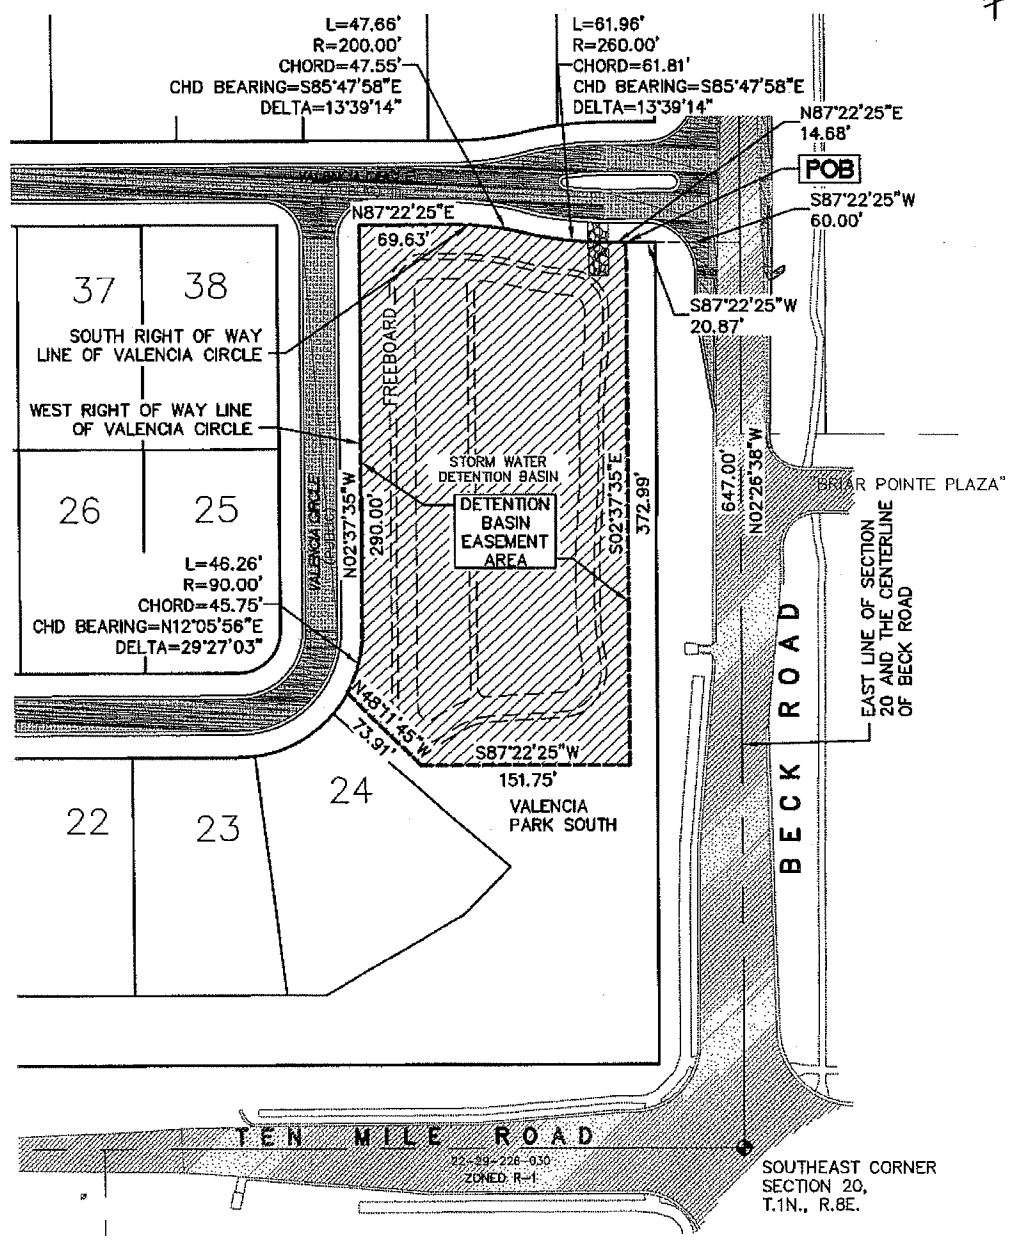 L=47.66'
R=200.00'
CHORD=47.55'
CHD BEARING=S85°47'58"E
DELTA=13°39'14"
L=61.96'
R=260.00'
CHORD=61.81'
CHD BEARING=S85°47'58"E
DELTA=13°39'14"
N87°22'25"E
14.68'
POB
S87°22'25"W
60.00'
VALENCIA CIRCLE
N87°22'25"E
69.63'
S87°22'25"W
20.87'
37
38
SOUTH RIGHT OF WAY
LINE OF VALENCIA CIRCLE
WEST RIGHT OF WAY LINE
OF VALENCIA CIRCLE
FREEBOARD
STORM WATER
DETENTION BASIN
DETENTION
BASIN
EASEMENT
AREA
26
25
VALENCIA CIRCLE
N02°37'35"W
290.00'
S02°37'35"E
372.99'
647.00'
N02°26'38"W
BRIAR POINTE PLAZA"
L=46.26'
R=90.00'
CHORD=45.75'
CHD BEARING=N12°05'56"E
DELTA=29°27'03"
EAST LINE OF SECTION
20 AND THE CENTERLINE
OF BECK ROAD
BECK ROAD
N48°11'45"W
73.91'
S87°22'25"W
151.75'
VALENCIA
PARK SOUTH
22
23
24
TEN MILE ROAD
22-29-226-030
ZONED R-1
SOUTHEAST CORNER
SECTION 20,
T.1N., R.8E.